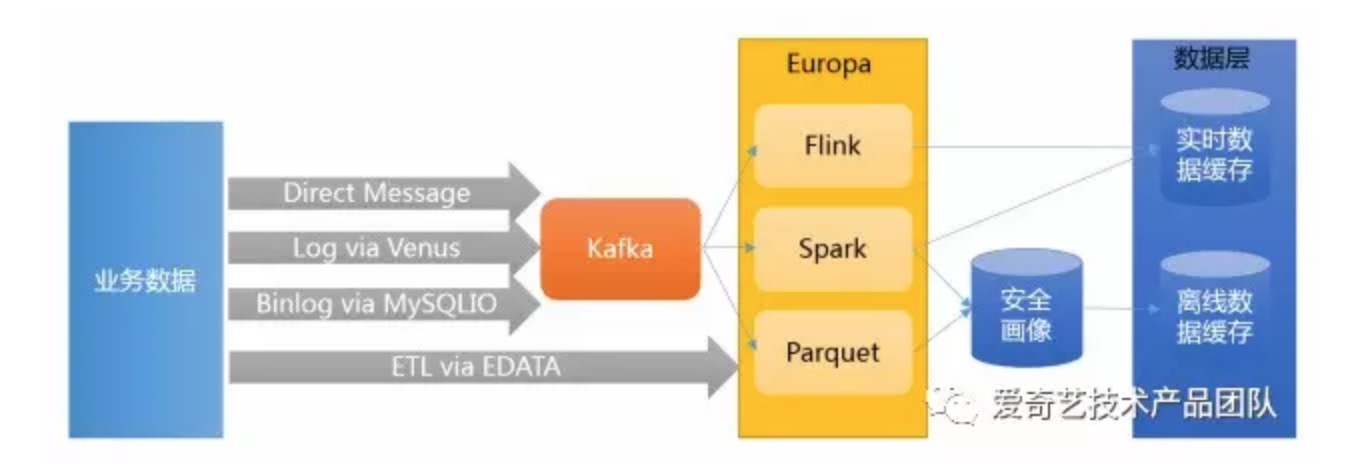 业务数据
Direct Message
Log via Venus
Binlog via MySQLIO
ETL via EDATA
Kafka
Europa
Flink
Spark
Parquet
安全
画像
数据层
实时数
据缓存
离线数
据缓存
爱奇艺技术产品团队